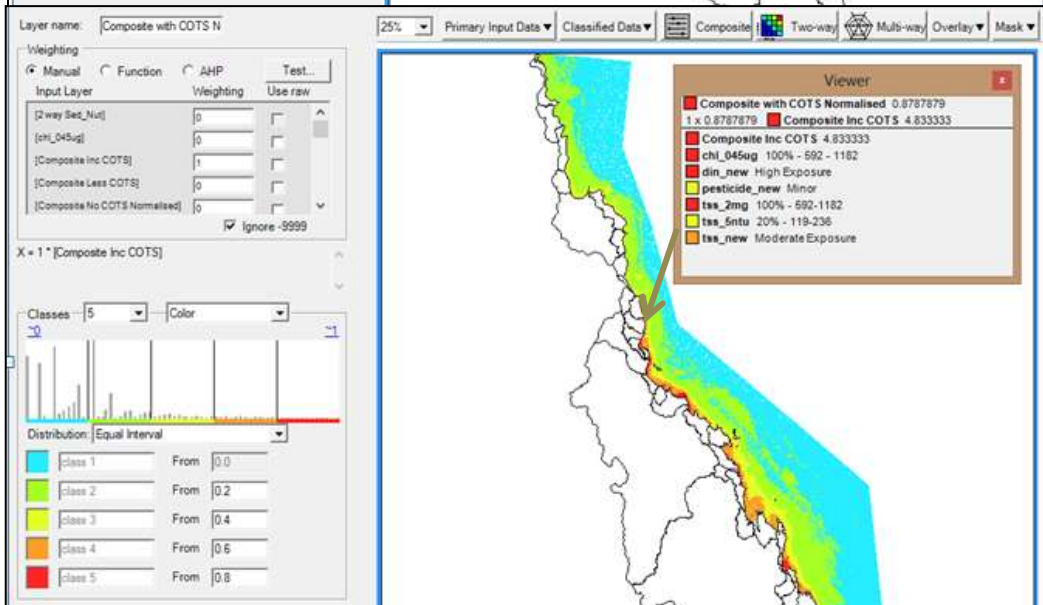 Layer name: Composite with COTS N
Weighting
Manual Function AHP Test...
Input Layer Weighting Use raw
[2 way Sed_Nut] 0
[chl_045ug] 0
[Composite Inc COTS] 1
[Composite Less COTS] 0
[Composite No COTS Normalised] 0
Ignore -9999
X = 1 * [Composite Inc COTS]
Classes 5 Color
~0 ~1
Distribution: Equal Interval
class 1 From 0.0
class 2 From 0.2
class 3 From 0.4
class 4 From 0.6
class 5 From 0.8
25% Primary Input Data Classified Data Composite Two-way Multi-way Overlay Mask
Viewer x
Composite with COTS Normalised 0.8787879
1 x 0.8787879 Composite Inc COTS 4.833333
Composite Inc COTS 4.833333
chl_045ug 100% - 592 - 1182
din_new High Exposure
pesticide_new Minor
tss_2mg 100% - 592-1182
tss_5ntu 20% - 119-236
tss_new Moderate Exposure